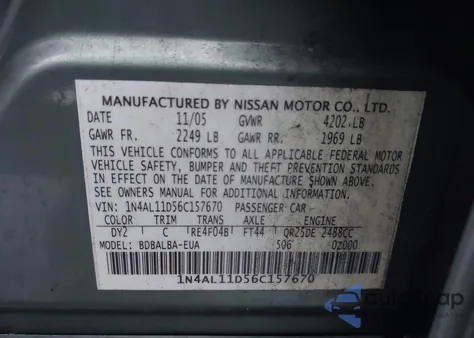 MANUFACTURED BY NISSAN MOTOR CO., LTD.
DATE 11/05 GVWR 4202 LB
GAWR FR. 2249 LB GAWR RR. 1969 LB
THIS VEHICLE CONFORMS TO ALL APPLICABLE FEDERAL MOTOR
VEHICLE SAFETY, BUMPER AND THEFT PREVENTION STANDARDS
IN EFFECT ON THE DATE OF MANUFACTURE SHOWN ABOVE.
SEE OWNERS MANUAL FOR ADDITIONAL INFORMATION.
VIN: 1N4AL11D56C157670 PASSENGER CAR
COLOR TRIM TRANS AXLE ENGINE
DY2 C RE4F04B FT44 QR25DE 2488CC
MODEL BDBALBA-EUA 506 0Z000
1N4AL11D56C157670